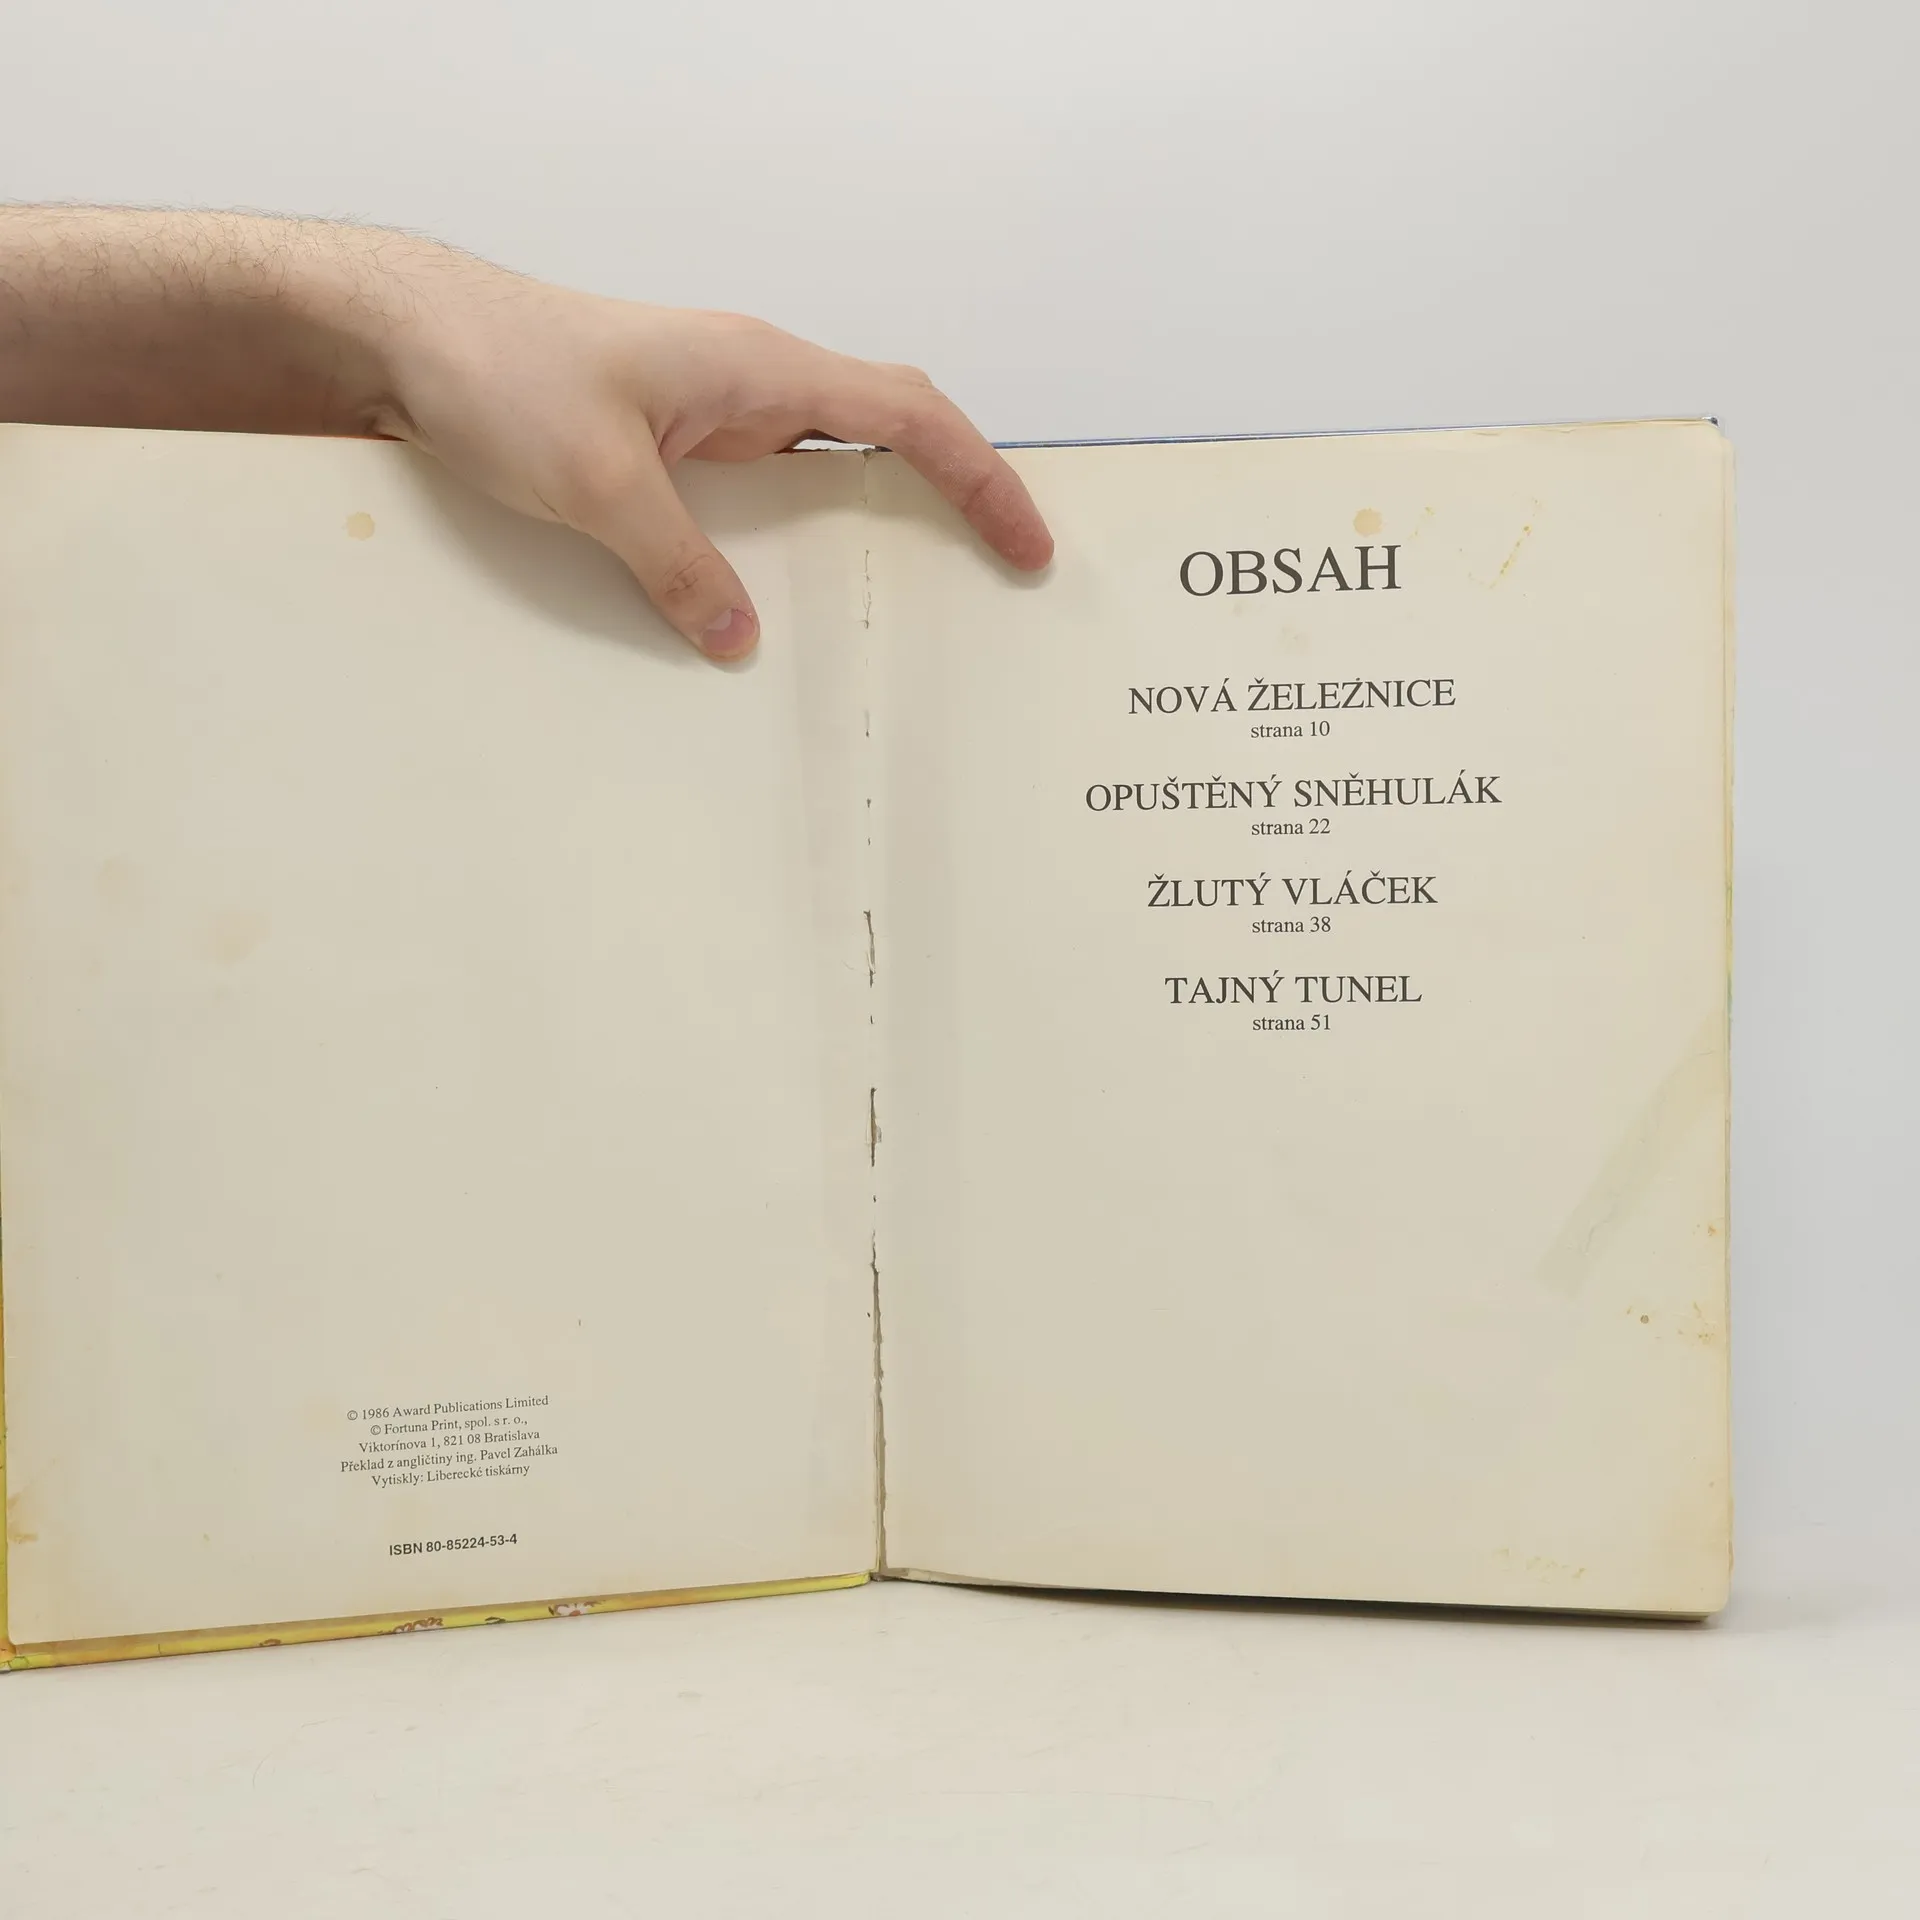 © 1986 Award Publications Limited
© Fortuna Print, spol. s r. o.,
Viktorínova 1, 821 08 Bratislava
Překlad z angličtiny ing. Pavel Zahálka
Vytiskly: Liberecké tiskárny
ISBN 80-85224-53-4
OBSAH
NOVÁ ŽELEŻNICE
strana 10
OPUŠTĚNÝ SNĚHULÁK
strana 22
ŽLUTÝ VLÁČEK
strana 38
TAJNÝ TUNEL
strana 51